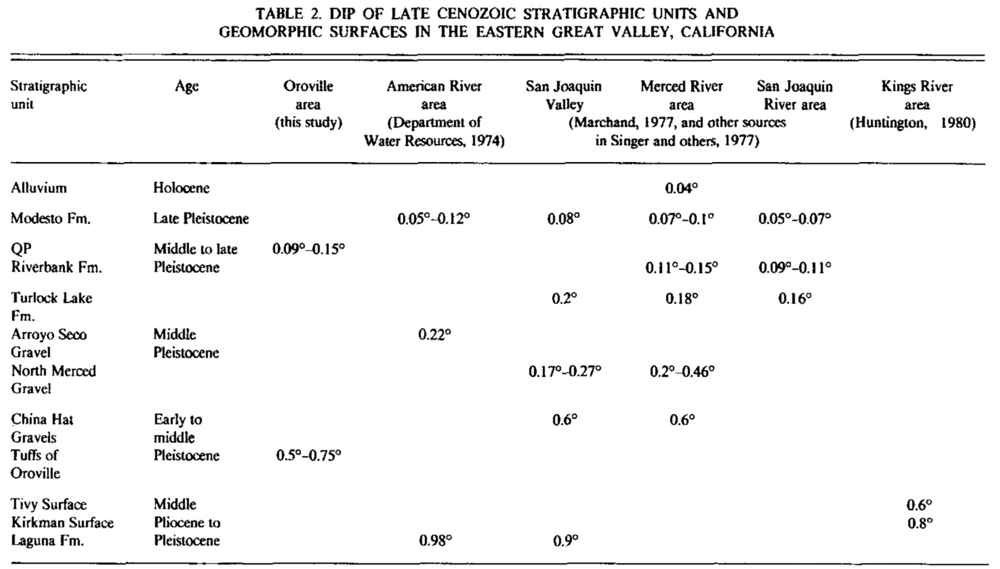 TABLE 2. DIP OF LATE CENOZOIC STRATIGRAPHIC UNITS AND
GEOMORPHIC SURFACES IN THE EASTERN GREAT VALLEY, CALIFORNIA
Stratigraphic Age Oroville American River San Joaquin Merced River San Joaquin Kings River
unit area area Valley area River area area
(this study) (Department of (Marchand, 1977, and other sources (Huntington, 1980)
Water Resources, 1974) in Singer and others, 1977)
Alluvium Holocene 0.04°
Modesto Fm. Late Pleistocene 0.05°–0.12° 0.08° 0.07°–0.1° 0.05°–0.07°
QP Middle to late 0.09°–0.15°
Riverbank Fm. Pleistocene 0.11°–0.15° 0.09°–0.11°
Turlock Lake 0.2° 0.18° 0.16°
Fm.
Arroyo Seco Middle 0.22°
Gravel Pleistocene
North Merced 0.17°–0.27° 0.2°–0.46°
Gravel
China Hat Early to 0.6° 0.6°
Gravels middle
Tuffs of Pleistocene 0.5°–0.75°
Oroville
Tivy Surface Middle 0.6°
Kirkman Surface Pliocene to 0.8°
Laguna Fm. Pleistocene 0.98° 0.9°